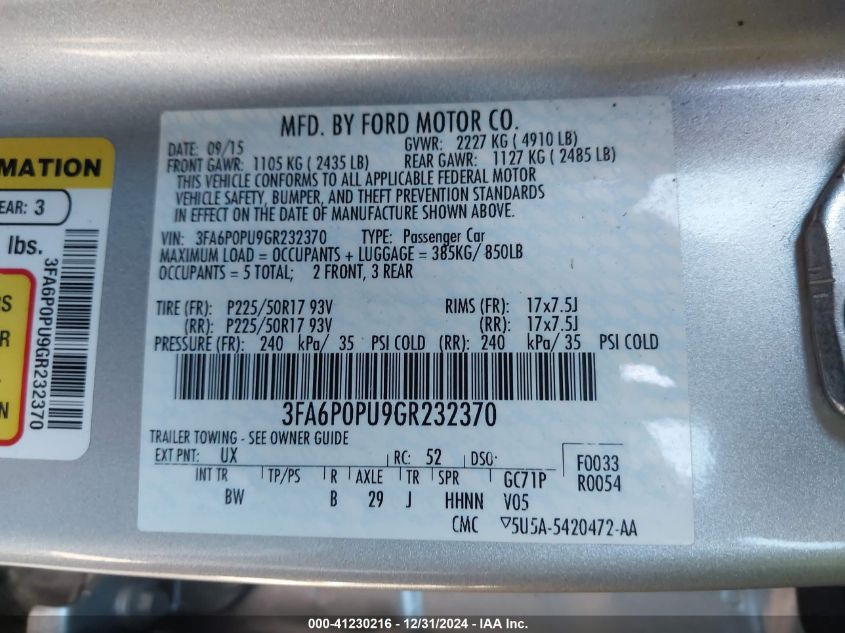 MFD. BY FORD MOTOR CO.
DATE: 09/15 GVWR: 2227 KG ( 4910 LB)
FRONT GAWR: 1105 KG ( 2435 LB) REAR GAWR: 1127 KG ( 2485 LB)
THIS VEHICLE CONFORMS TO ALL APPLICABLE FEDERAL MOTOR
VEHICLE SAFETY, BUMPER, AND THEFT PREVENTION STANDARDS
IN EFFECT ON THE DATE OF MANUFACTURE SHOWN ABOVE.
VIN: 3FA6P0PU9GR232370 TYPE: Passenger Car
MAXIMUM LOAD = OCCUPANTS + LUGGAGE = 385KG/ 850LB
OCCUPANTS = 5 TOTAL; 2 FRONT, 3 REAR
TIRE (FR): P225/50R17 93V RIMS (FR): 17x7.5J
(RR): P225/50R17 93V (RR): 17x7.5J
PRESSURE (FR): 240 kPa/ 35 PSI COLD (RR): 240 kPa/35 PSI COLD
3FA6P0PU9GR232370
TRAILER TOWING - SEE OWNER GUIDE
EXT PNT: UX RC: 52 DSO: F0033
INT TR TP/PS R AXLE TR SPR GC71P R0054
BW B 29 J HHNN V05
CMC ▽5U5A-5420472-AA
MATION
EAR: 3
lbs.
RS
R
N
3FA6P0PU9GR232370
000-41230216 - 12/31/2024 - IAA Inc.